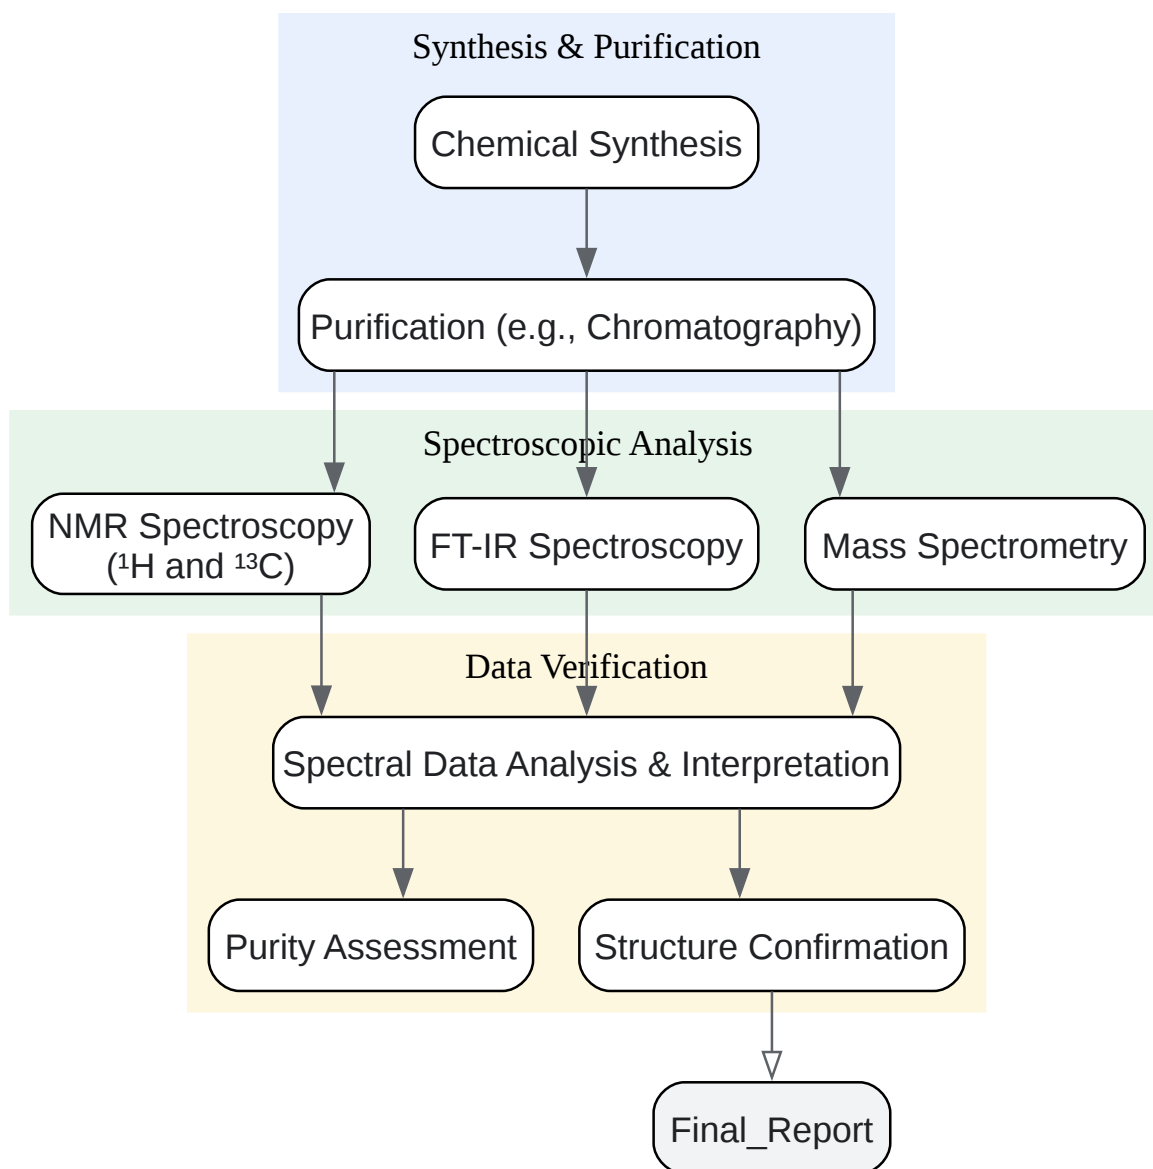 Synthesis & Purification
Chemical Synthesis
Purification (e.g., Chromatography)
Spectroscopic Analysis
NMR Spectroscopy
(¹H and ¹³C)
FT-IR Spectroscopy
Mass Spectrometry
Data Verification
Spectral Data Analysis & Interpretation
Purity Assessment
Structure Confirmation
Final_Report